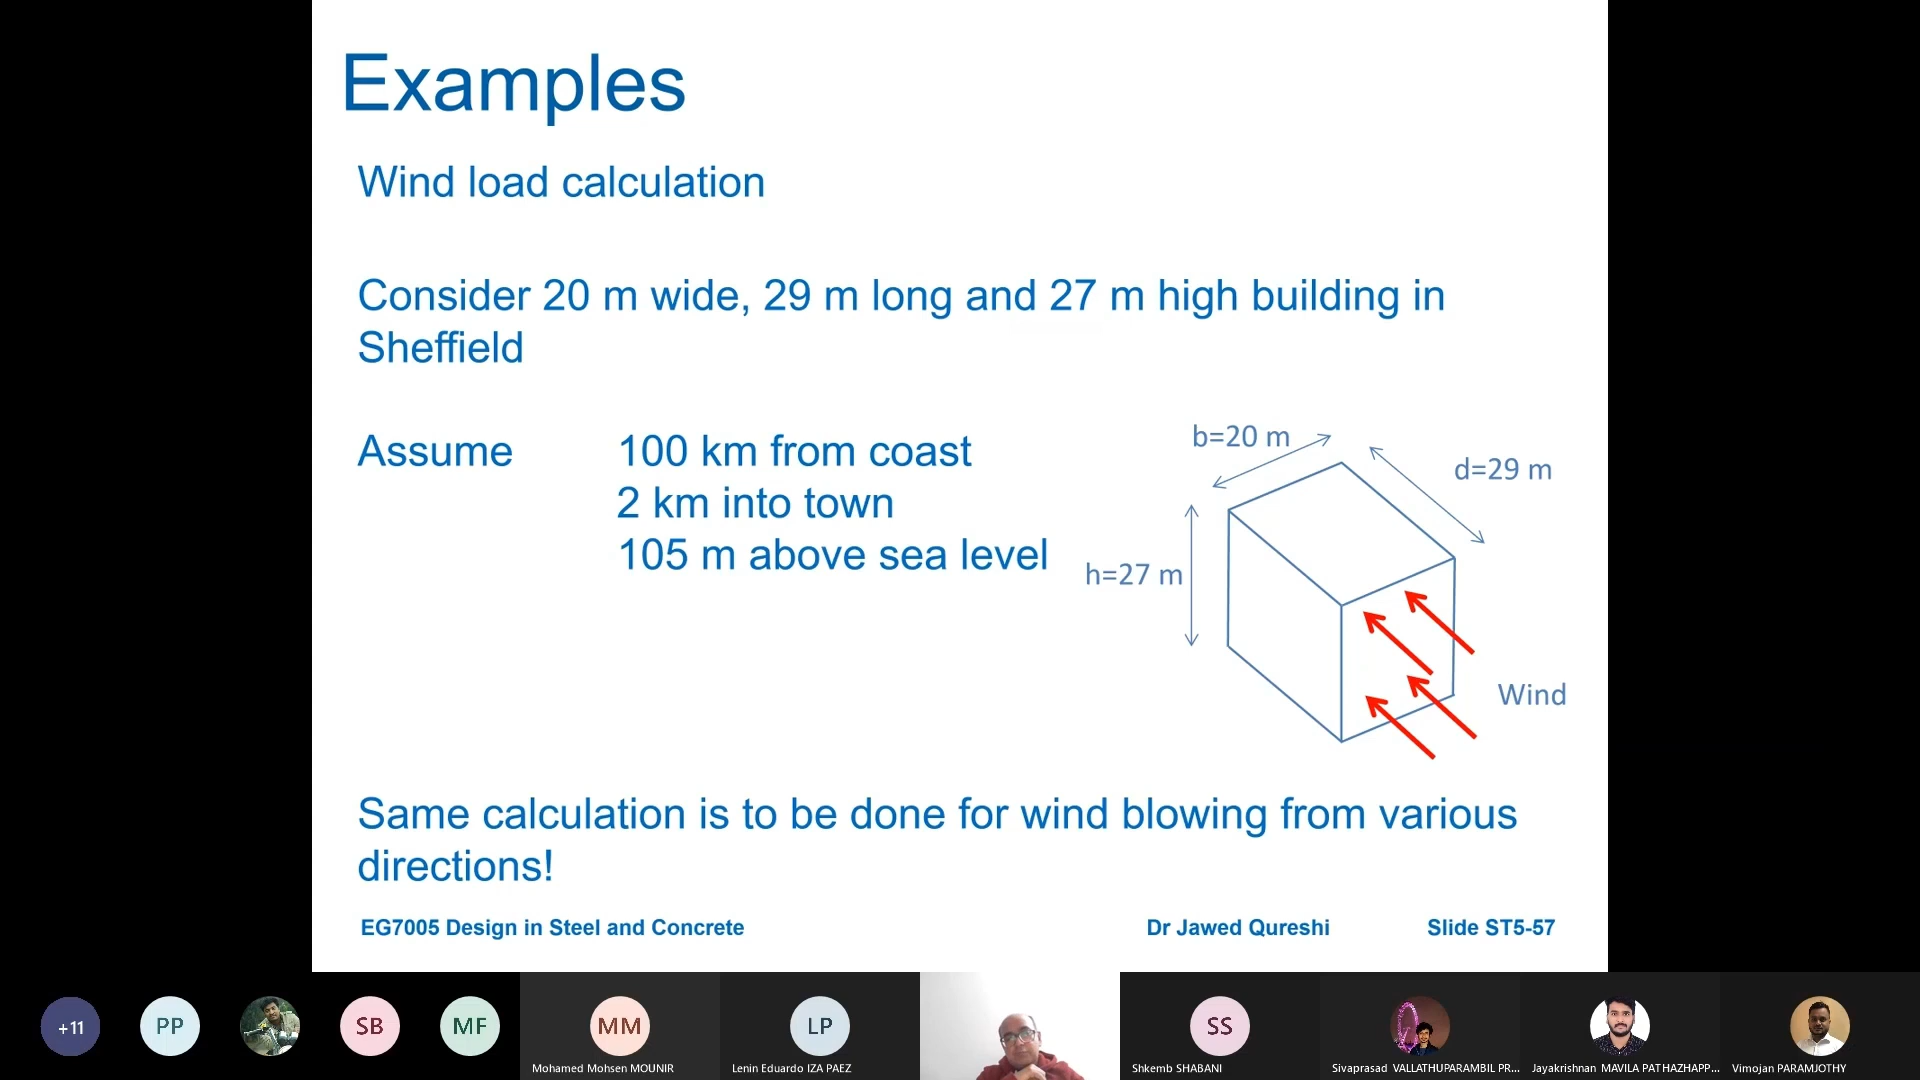 Examples
Wind load calculation
Consider 20 m wide, 29 m long and 27 m high building in
Sheffield
Assume 100 km from coast
2 km into town
105 m above sea level
b=20 m
d=29 m
h=27 m
Wind
Same calculation is to be done for wind blowing from various
directions!
EG7005 Design in Steel and Concrete Dr Jawed Qureshi Slide ST5-57
+11 PP SB MF MM LP SS
Mohamed Mohsen MOUNIR Lenin Eduardo IZA PAEZ Shkemb SHABANI Sivaprasad VALLATHUPARAMBIL PR... Jayakrishnan MAVILA PATHAZHAPP... Vimojan PARAMJOTHY